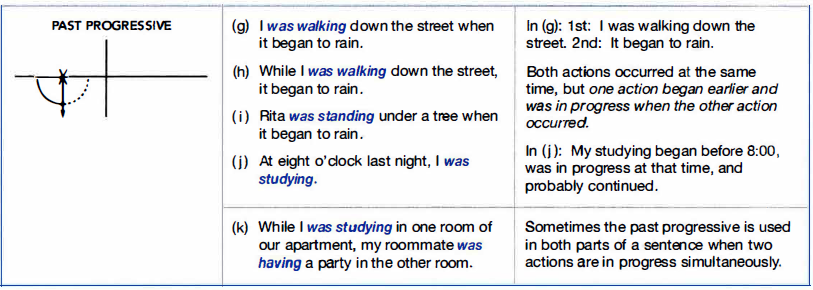 PAST PROGRESSIVE
(g) I was walking down the street when
it began to rain.
(h) While I was walking down the street,
it began to rain.
(i) Rita was standing under a tree when
it began to rain.
(j) At eight o'clock last night, I was
studying.
In (g): 1st: I was walking down the
street. 2nd: It began to rain.
Both actions occurred at the same
time, but one action began earlier and
was in progress when the other action
occurred.
In (j): My studying began before 8:00,
was in progress at that time, and
probably continued.
(k) While I was studying in one room of
our apartment, my roommate was
having a party in the other room.
Sometimes the past progressive is used
in both parts of a sentence when two
actions are in progress simultaneously.